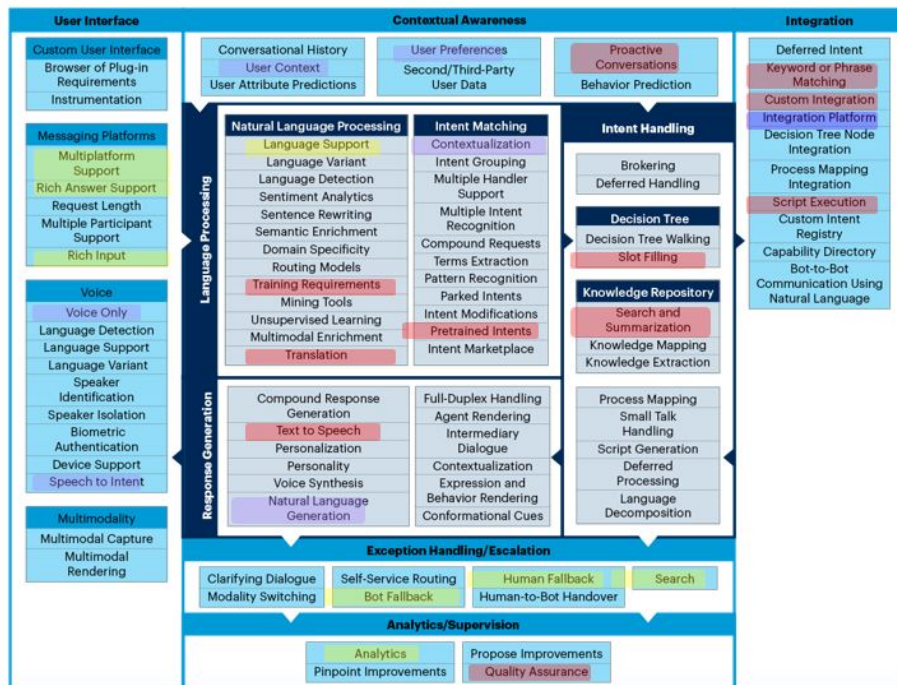 User Interface
Custom User Interface
Browser of Plug-in
Requirements
Instrumentation
Messaging Platforms
Multiplatform
Support
Rich Answer Support
Request Length
Multiple Participant
Support
Rich Input
Voice
Voice Only
Language Detection
Language Support
Language Variant
Speaker
Identification
Speaker Isolation
Biometric
Authentication
Device Support
Speech to Intent
Multimodality
Multimodal Capture
Multimodal
Rendering
Contextual Awareness
Conversational History
User Context
User Attribute Predictions
User Preferences
Second/Third-Party
User Data
Proactive
Conversations
Behavior Prediction
Language Processing
Natural Language Processing
Language Support
Language Variant
Language Detection
Sentiment Analytics
Sentence Rewriting
Semantic Enrichment
Domain Specificity
Routing Models
Training Requirements
Mining Tools
Unsupervised Learning
Multimodal Enrichment
Translation
Intent Matching
Contextualization
Intent Grouping
Multiple Handler
Support
Multiple Intent
Recognition
Compound Requests
Terms Extraction
Pattern Recognition
Parked Intents
Intent Modifications
Pretrained Intents
Intent Marketplace
Intent Handling
Brokering
Deferred Handling
Decision Tree
Decision Tree Walking
Slot Filling
Knowledge Repository
Search and
Summarization
Knowledge Mapping
Knowledge Extraction
Process Mapping
Small Talk
Handling
Script Generation
Deferred
Processing
Language
Decomposition
Response Generation
Compound Response
Generation
Text to Speech
Personalization
Personality
Voice Synthesis
Natural Language
Generation
Full-Duplex Handling
Agent Rendering
Intermediary
Dialogue
Contextualization
Expression and
Behavior Rendering
Conformational Cues
Exception Handling/Escalation
Clarifying Dialogue
Modality Switching
Self-Service Routing
Bot Fallback
Human Fallback
Human-to-Bot Handover
Search
Analytics/Supervision
Analytics
Pinpoint Improvements
Propose Improvements
Quality Assurance
Integration
Deferred Intent
Keyword or Phrase
Matching
Custom Integration
Integration Platform
Decision Tree Node
Integration
Process Mapping
Integration
Script Execution
Custom Intent
Registry
Capability Directory
Bot-to-Bot
Communication Using
Natural Language